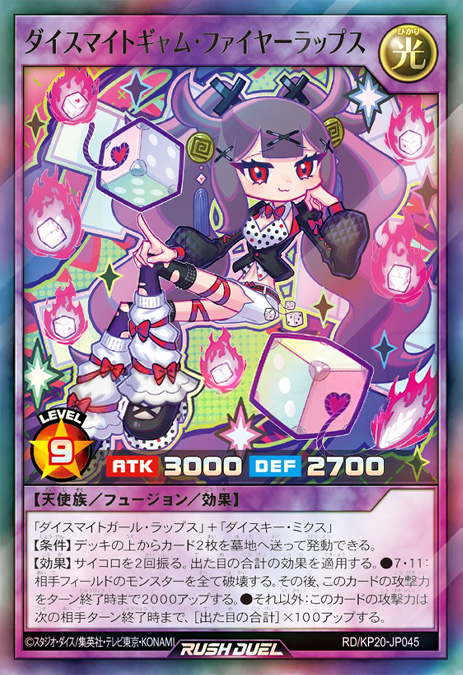 ダイスマイトギャム・ファイヤーラップス
ひかり
光
LEVEL
9
ATK 3000 DEF 2700
【天使族/フュージョン/効果】
「ダイスマイトガール・ラップス」+「ダイスキー・ミクス」
【条件】デッキの上からカード2枚を墓地へ送って発動できる。
【効果】サイコロを2回振る。出た目の合計の効果を適用する。●7・11:
相手フィールドのモンスターを全て破壊する。その後、このカードの攻撃力
をターン終了時まで2000アップする。●それ以外:このカードの攻撃力は
次の相手ターン終了時まで、[出た目の合計]×100アップする。
©スタジオ・ダイス/集英社・テレビ東京・KONAMI
RUSH DUEL
RD/KP20-JP045